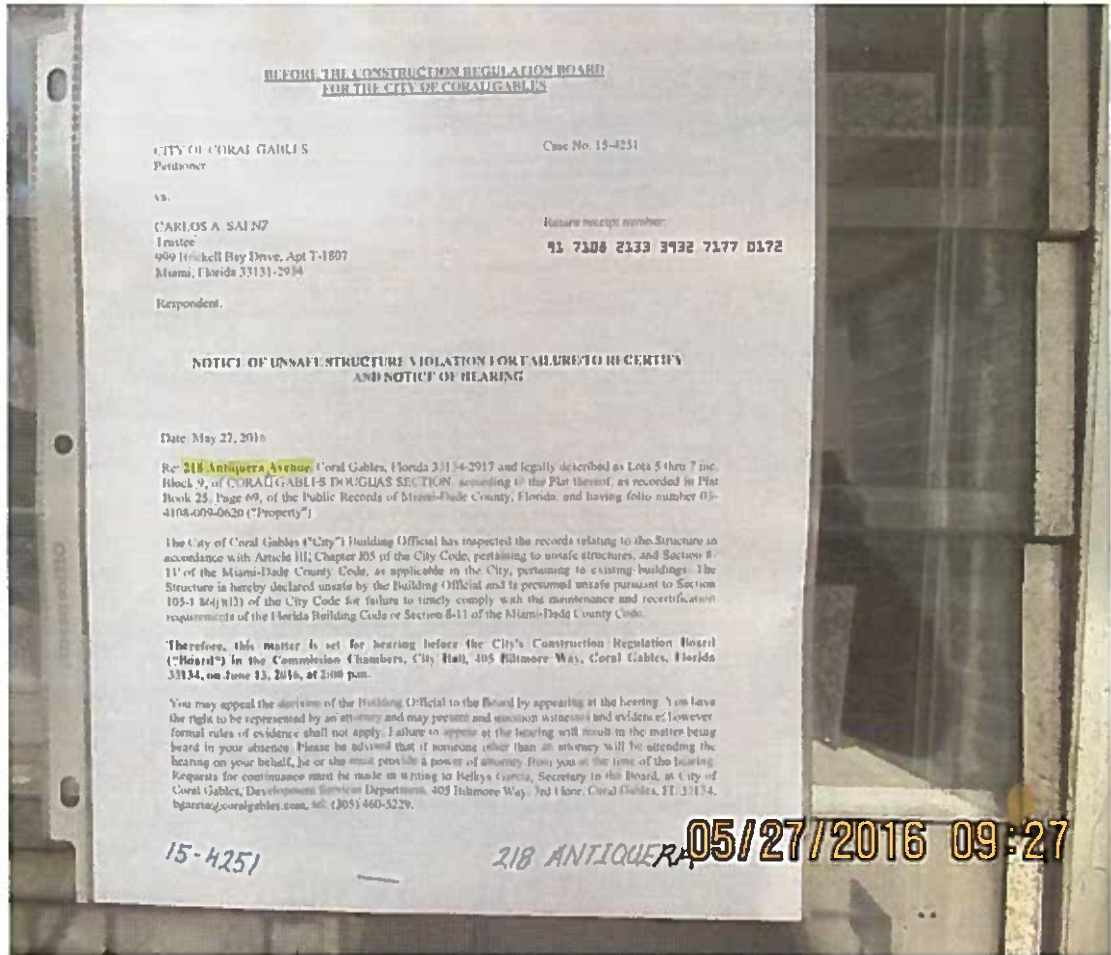 BEFORE THE CONSTRUCTION REGULATION BOARD
FOR THE CITY OF CORAL GABLES
CITY OF CORAL GABLES
Petitioner
Case No. 15-4251
vs.
CARLOS A. SAENZ
Trustee
999 Brickell Bay Drive, Apt T-1807
Miami, Florida 33131-2934
Return receipt number:
91 7108 2133 3932 7177 0172
Respondent.
NOTICE OF UNSAFE STRUCTURE VIOLATION FOR FAILURE TO RECERTIFY
AND NOTICE OF HEARING
Date: May 27, 2016
Re: 218 Antiquera Avenue, Coral Gables, Florida 33134-2917 and legally described as Lots 5 thru 7 inc.
Block 9, of CORAL GABLES DOUGLAS SECTION, according to the Plat thereof, as recorded in Plat
Book 25, Page 69, of the Public Records of Miami-Dade County, Florida, and having folio number 03-
4108-009-0620 ("Property")
The City of Coral Gables ("City") Building Official has inspected the records relating to the Structure in
accordance with Article III, Chapter 105 of the City Code, pertaining to unsafe structures, and Section 8-
11 of the Miami-Dade County Code, as applicable in the City, pertaining to existing buildings. The
Structure is hereby declared unsafe by the Building Official and is presumed unsafe pursuant to Section
105-186(j)(13) of the City Code for failure to timely comply with the maintenance and recertification
requirements of the Florida Building Code or Section 8-11 of the Miami-Dade County Code.
Therefore, this matter is set for hearing before the City's Construction Regulation Board
("Board") in the Commission Chambers, City Hall, 405 Biltmore Way, Coral Gables, Florida
33134, on June 13, 2016, at 2:00 p.m.
You may appeal the decision of the Building Official to the Board by appearing at the hearing. You have
the right to be represented by an attorney and may present and question witnesses and evidence; however
formal rules of evidence shall not apply. Failure to appear at the hearing will result in the matter being
heard in your absence. Please be advised that if someone other than an attorney will be attending the
hearing on your behalf, he or she must provide a power of attorney from you at the time of the hearing.
Requests for continuance must be made in writing to Belkys Garcia, Secretary to the Board, at City of
Coral Gables, Development Services Department, 405 Biltmore Way, 3rd Floor, Coral Gables, FL 33134,
bgarcia@coralgables.com, tel: (305) 460-5229.
15-4251
218 ANTIQUERA
05/27/2016 09:27